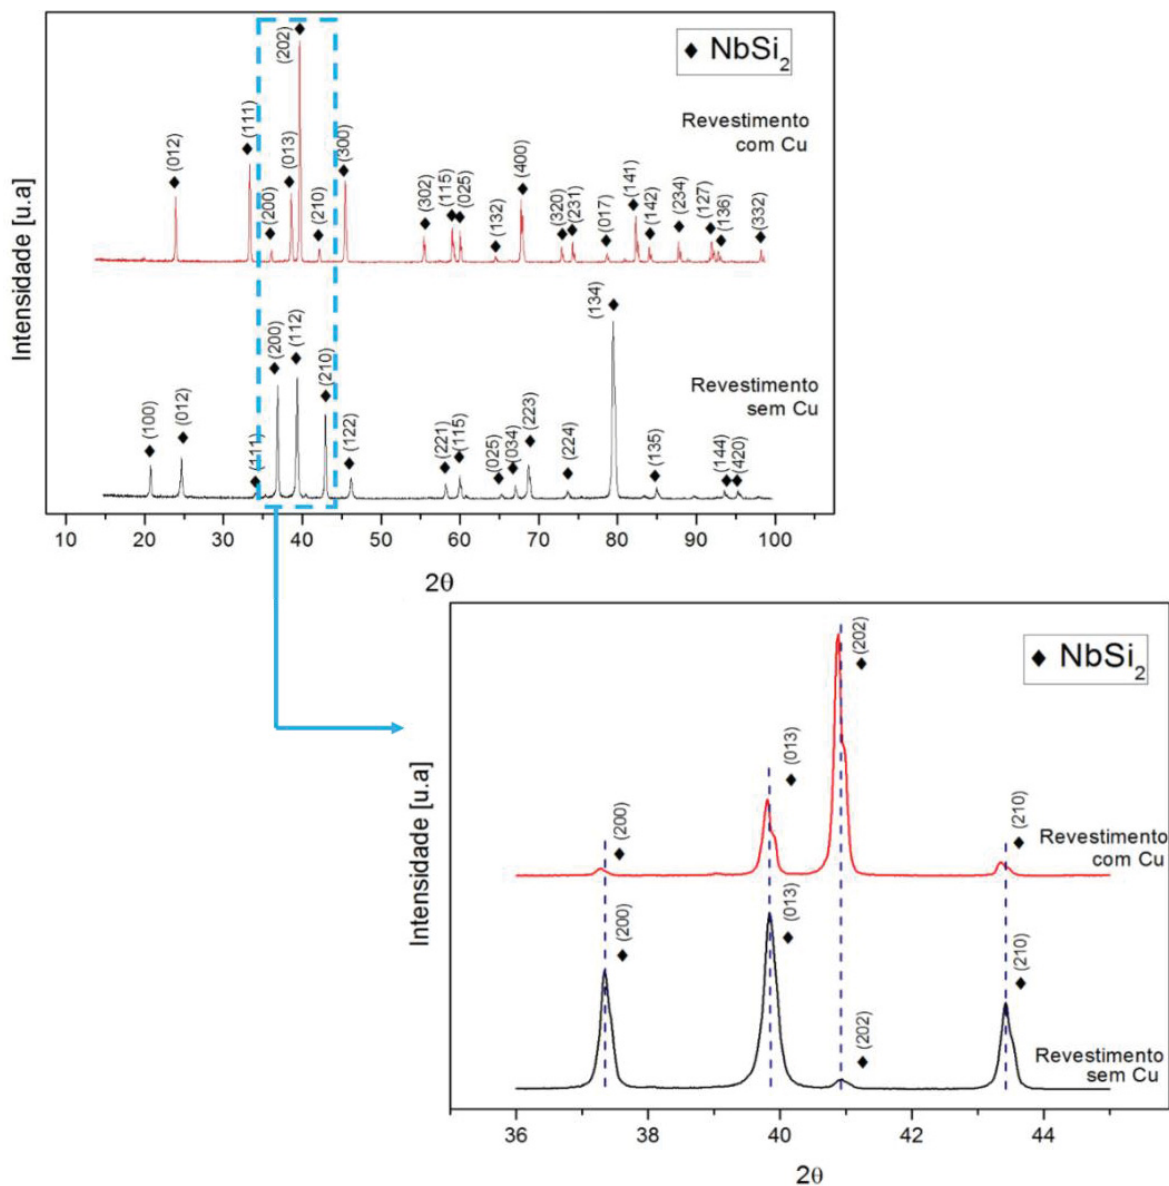 ◆ NbSi2
Revestimento
com Cu
(012)
(111)
(200)
(013)
(202)
(210)
(300)
(302)
(115)
(025)
(132)
(400)
(320)
(231)
(017)
(141)
(142)
(234)
(127)
(136)
(332)
Intensidade [u.a]
Revestimento
sem Cu
(100)
(012)
(111)
(200)
(112)
(210)
(122)
(221)
(115)
(025)
(034)
(223)
(224)
(134)
(135)
(144)
(420)
10 20 30 40 50 60 70 80 90 100
2θ
◆ NbSi2
(200)
(013)
(202)
(210)
Revestimento
com Cu
Intensidade [u.a]
(200)
(013)
(202)
(210)
Revestimento
sem Cu
36 38 40 42 44
2θ